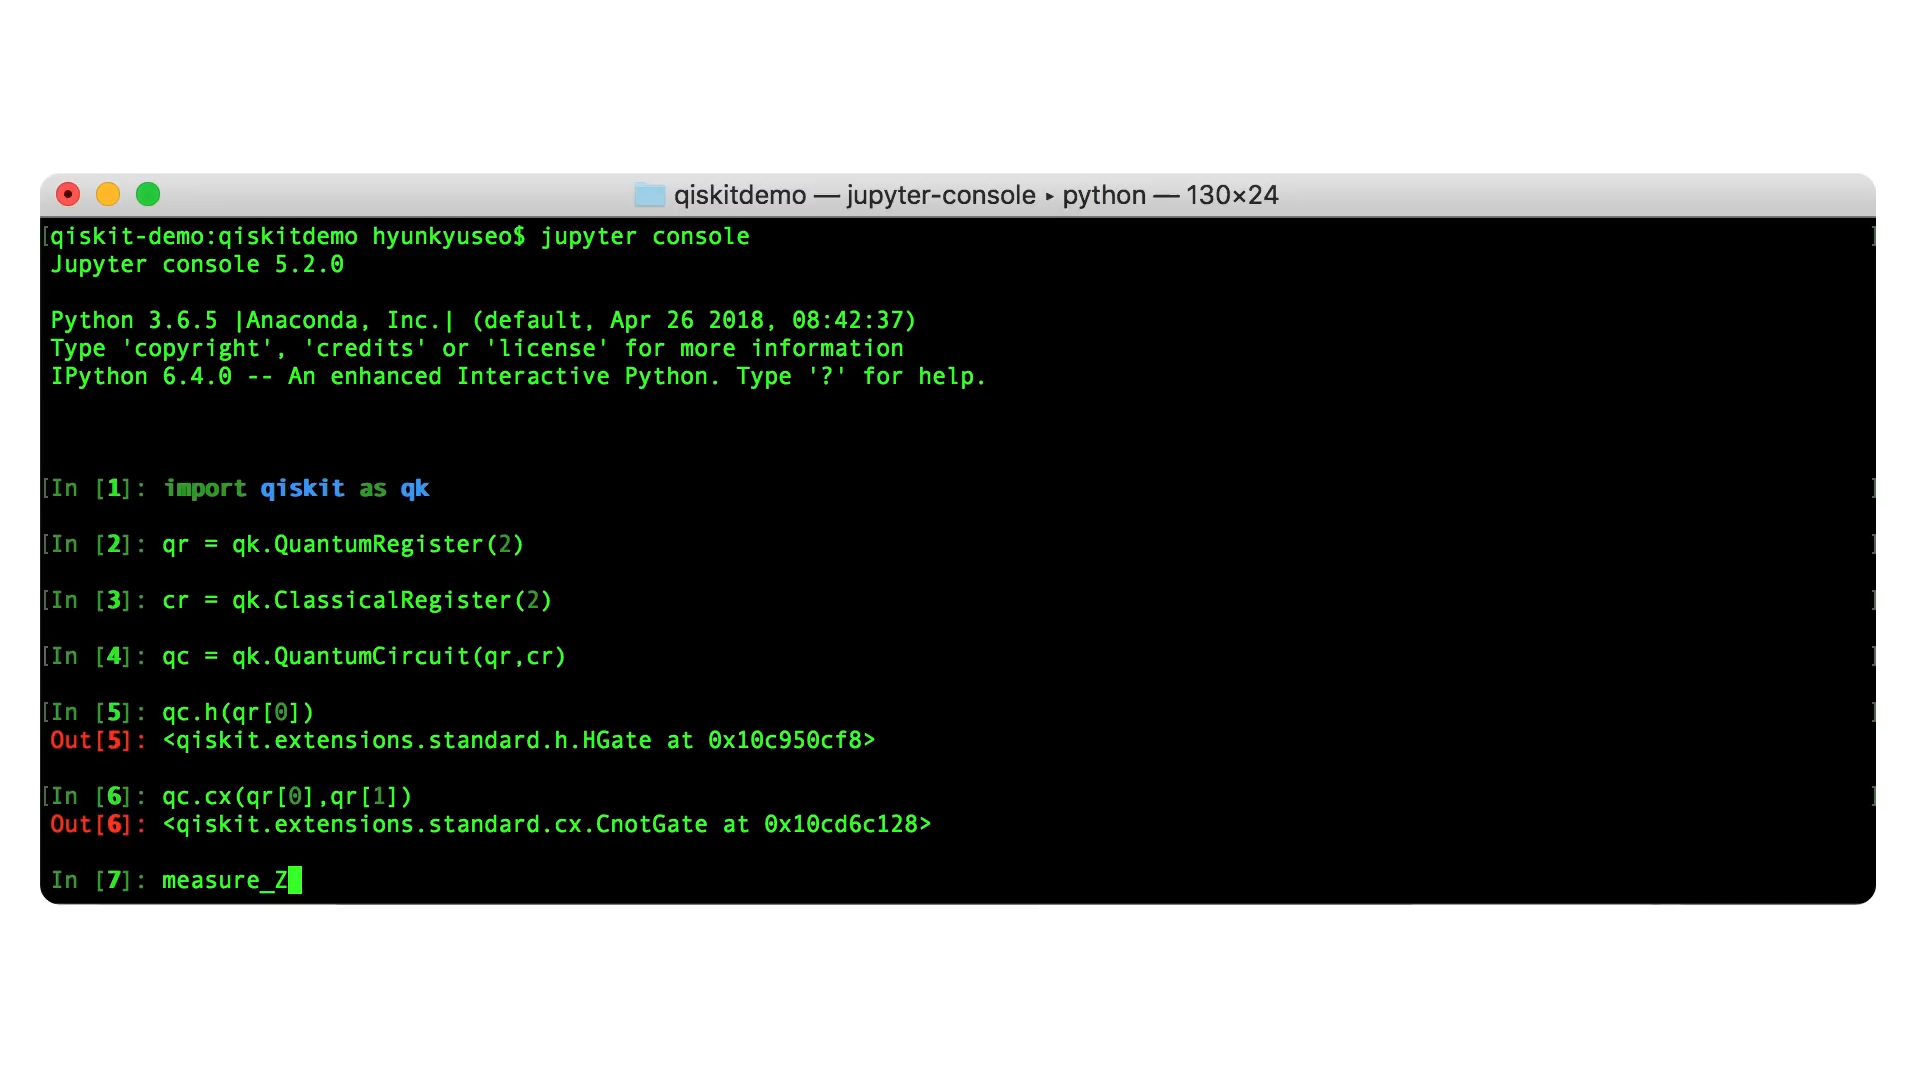 qiskitdemo — jupyter-console ▸ python — 130×24
[qiskit-demo:qiskitdemo hyunkyuseo$ jupyter console ]
Jupyter console 5.2.0
Python 3.6.5 |Anaconda, Inc.| (default, Apr 26 2018, 08:42:37)
Type 'copyright', 'credits' or 'license' for more information
IPython 6.4.0 -- An enhanced Interactive Python. Type '?' for help.
[In [1]: import qiskit as qk ]
[In [2]: qr = qk.QuantumRegister(2) ]
[In [3]: cr = qk.ClassicalRegister(2) ]
[In [4]: qc = qk.QuantumCircuit(qr,cr) ]
[In [5]: qc.h(qr[0]) ]
Out[5]: <qiskit.extensions.standard.h.HGate at 0x10c950cf8>
[In [6]: qc.cx(qr[0],qr[1]) ]
Out[6]: <qiskit.extensions.standard.cx.CnotGate at 0x10cd6c128>
In [7]: measure_Z